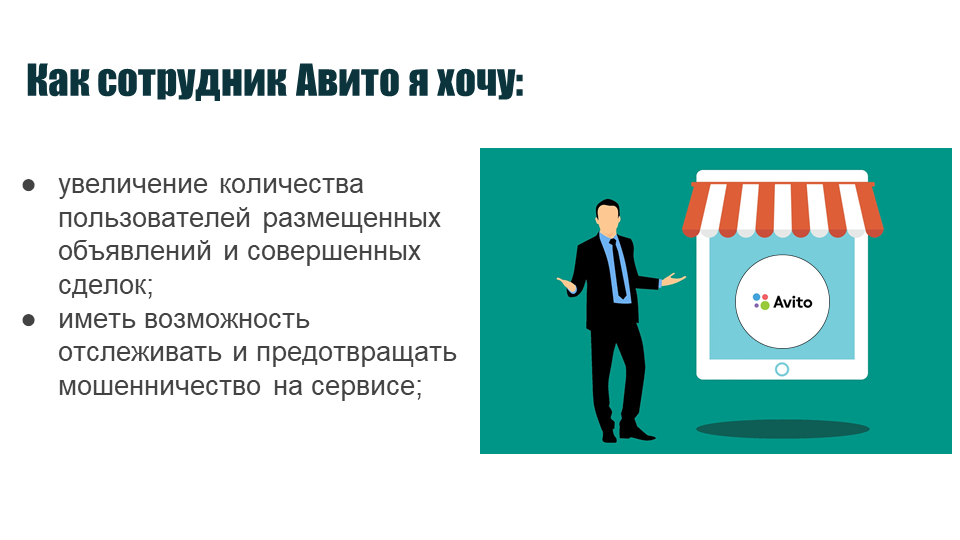 Как сотрудник Авито я хочу:
● увеличение количества
пользователей размещенных
объявлений и совершенных
сделок;
● иметь возможность
отслеживать и предотвращать
мошенничество на сервисе;
Avito